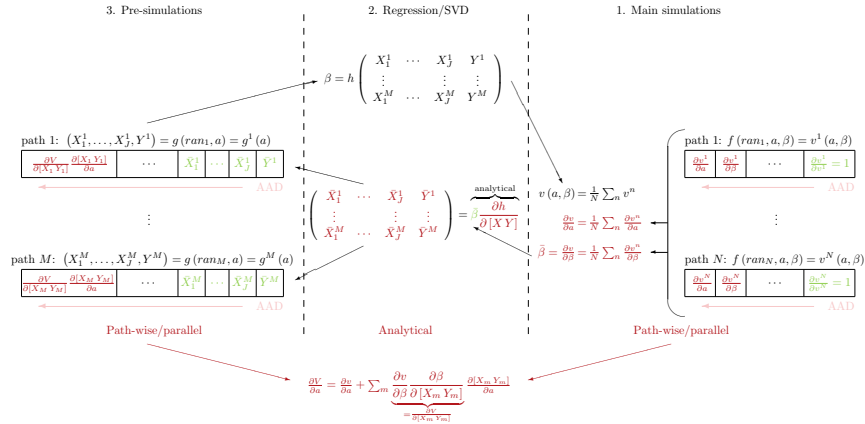 3. Pre-simulations
2. Regression/SVD
1. Main simulations
β = h ( X_1^1 ⋯ X_J^1 Y^1
⋮ ⋮ ⋮
X_1^M ⋯ X_J^M Y^M )
path 1: (X_1^1, …, X_J^1, Y^1) = g (ran_1, a) = g^1 (a)
∂V/∂[X_1 Y_1] ∂[X_1 Y_1]/∂a ⋯ X̄_1^1 ⋯ X̄_J^1 Ȳ^1
AAD
⋮
path M: (X_1^M, …, X_J^M, Y^M) = g (ran_M, a) = g^M (a)
∂V/∂[X_M Y_M] ∂[X_M Y_M]/∂a ⋯ X̄_1^M ⋯ X̄_J^M Ȳ^M
AAD
Path-wise/parallel
( X̄_1^1 ⋯ X̄_J^1 Ȳ^1
⋮ ⋮ ⋮
X̄_1^M ⋯ X̄_J^M Ȳ^M ) = β̄ ∂h/∂ [X Y]
analytical
Analytical
v (a, β) = 1/N ∑_n v^n
∂v/∂a = 1/N ∑_n ∂v^n/∂a
β̄ = ∂v/∂β = 1/N ∑_n ∂v^n/∂β
path 1: f (ran_1, a, β) = v^1 (a, β)
∂v^1/∂a ∂v^1/∂β ⋯ ∂v^1/∂v^1 = 1
AAD
⋮
path N: f (ran_N, a, β) = v^N (a, β)
∂v^N/∂a ∂v^N/∂β ⋯ ∂v^N/∂v^N = 1
AAD
Path-wise/parallel
∂V/∂a = ∂v/∂a + ∑_m ∂v/∂β ∂β/∂ [X_m Y_m] ∂[X_m Y_m]/∂a
=∂V/∂[X_m Y_m]